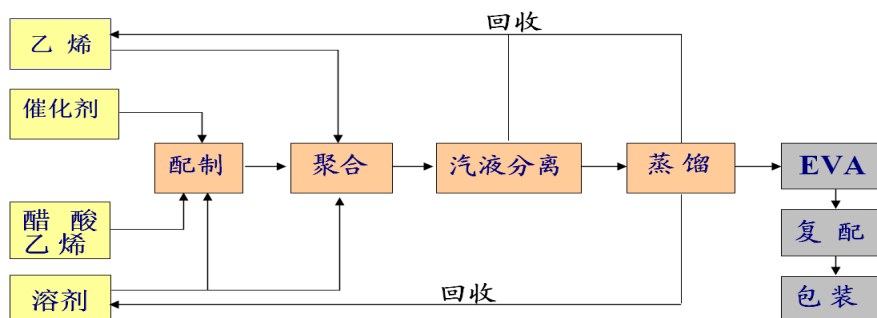 回收
乙 烯
催化剂
配制
聚合
汽液分离
蒸馏
EVA
醋 酸
乙 烯
复 配
溶剂
回收
包装